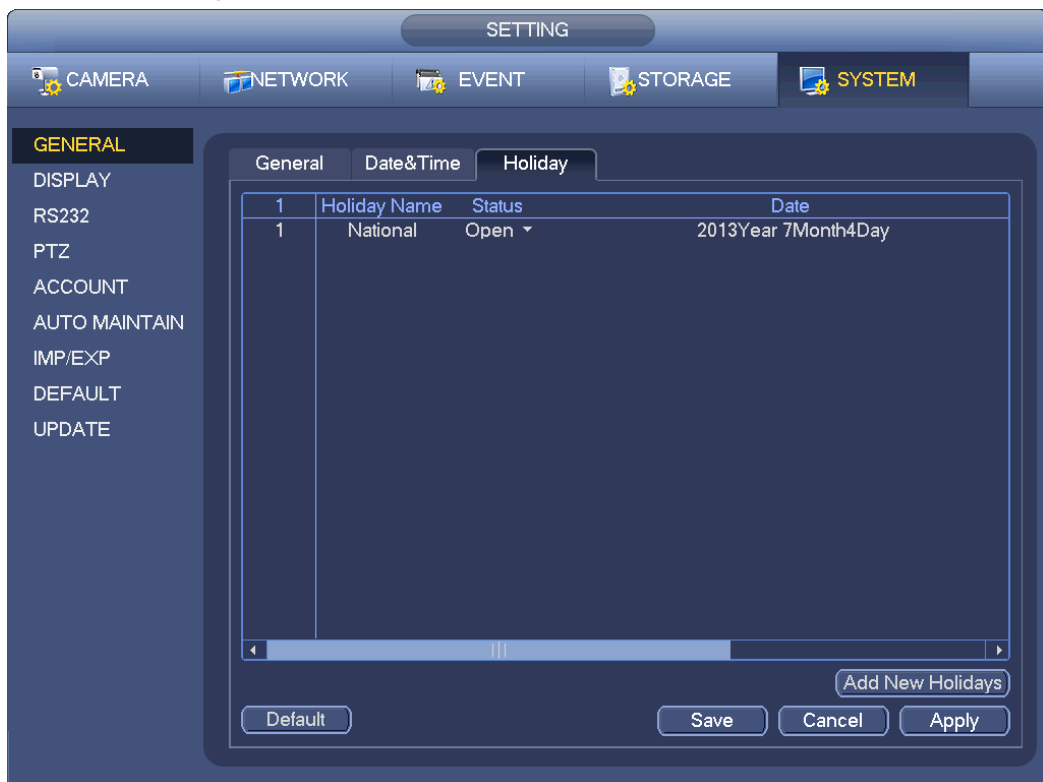 SETTING
CAMERA NETWORK EVENT STORAGE SYSTEM
GENERAL
DISPLAY
RS232
PTZ
ACCOUNT
AUTO MAINTAIN
IMP/EXP
DEFAULT
UPDATE
General Date&Time Holiday
1 Holiday Name Status Date
1 National Open 2013Year 7Month4Day
Add New Holidays
Default Save Cancel Apply